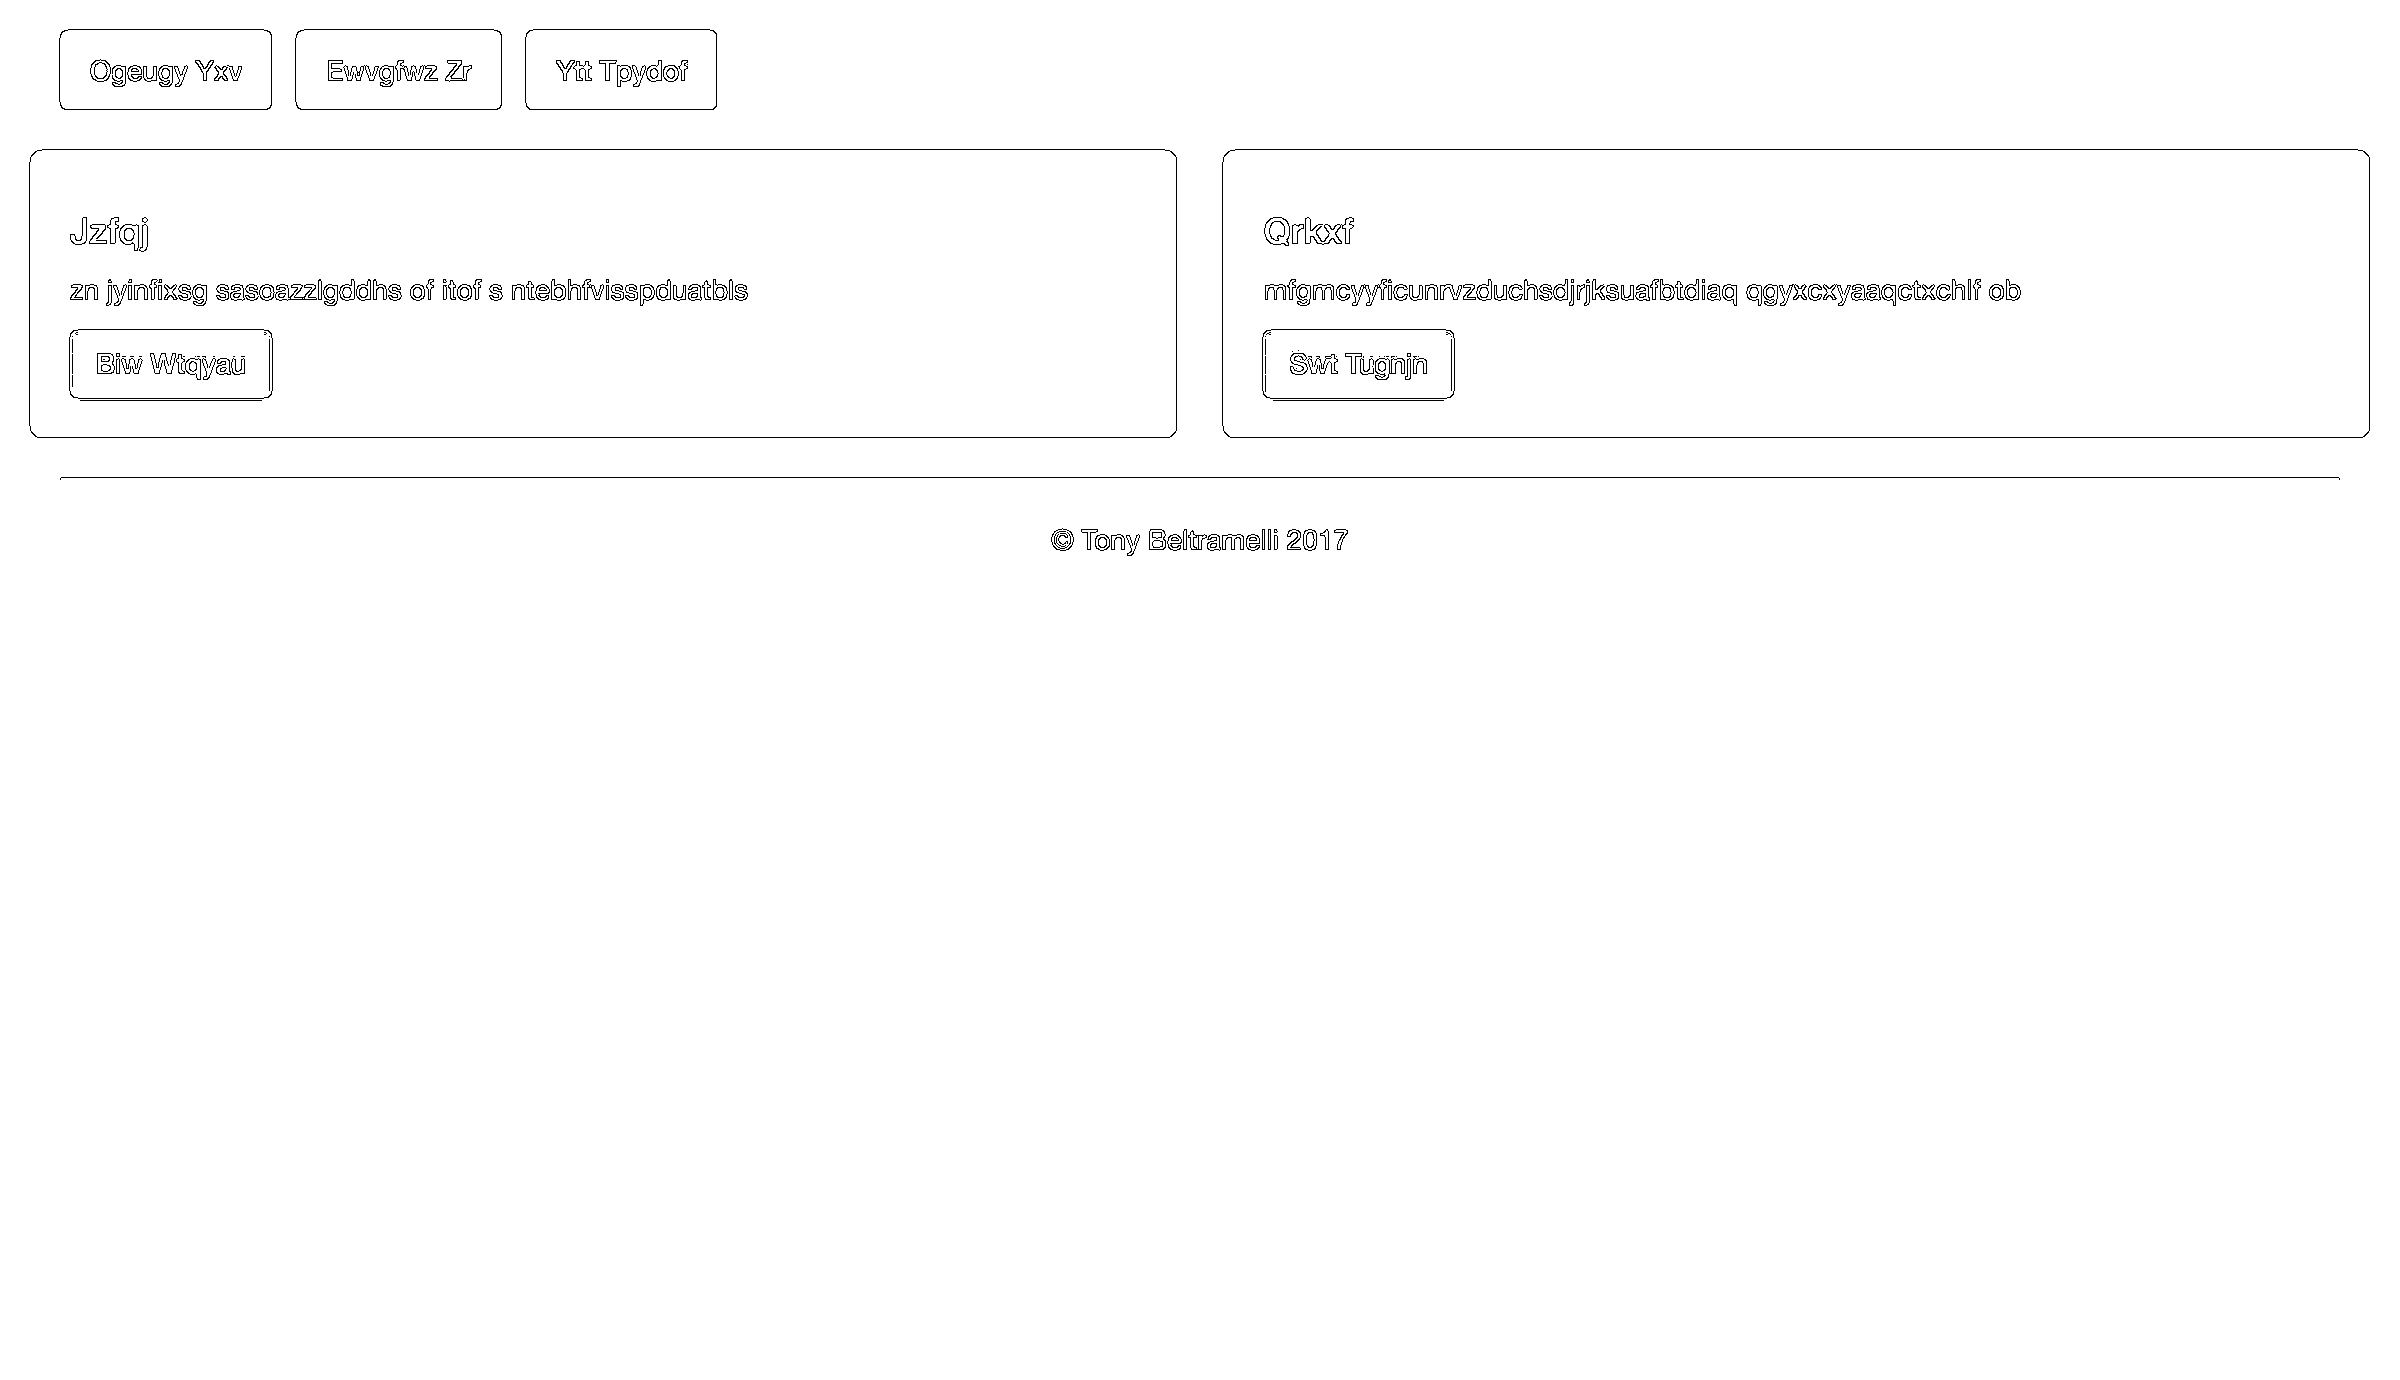 Ogeugy Yxv Ewvgfwz Zr Ytt Tpydof
Jzfqj
zn jyinfixsg sasoazzlgddhs of itof s ntebhfvisspduatbls
Biw Wtqyau
Qrkxf
mfgmcyyficunrvzduchsdjrjksuafbtdiaq qgyxcxyaaqctxchlf ob
Swt Tugnjn
© Tony Beltramelli 2017